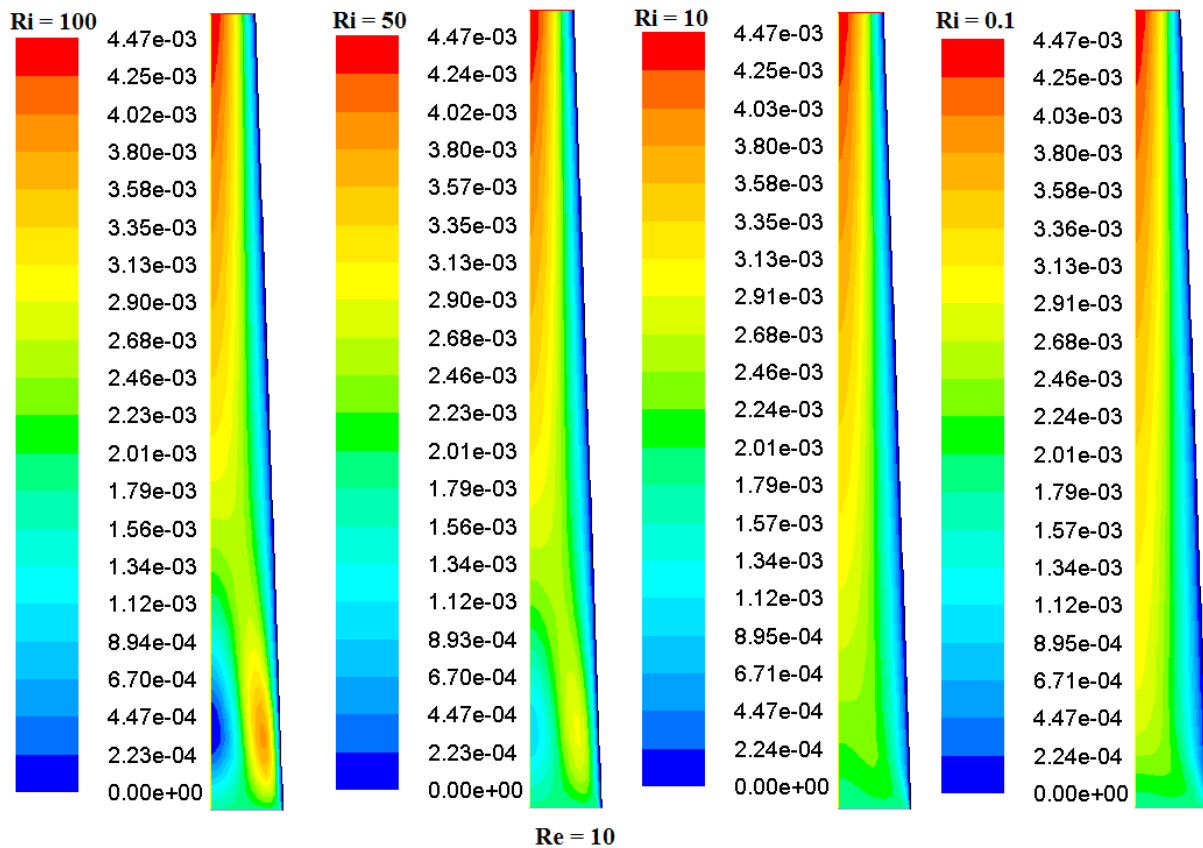 Ri = 100
4.47e-03
4.25e-03
4.02e-03
3.80e-03
3.58e-03
3.35e-03
3.13e-03
2.90e-03
2.68e-03
2.46e-03
2.23e-03
2.01e-03
1.79e-03
1.56e-03
1.34e-03
1.12e-03
8.94e-04
6.70e-04
4.47e-04
2.23e-04
0.00e+00
Ri = 50
4.47e-03
4.24e-03
4.02e-03
3.80e-03
3.57e-03
3.35e-03
3.13e-03
2.90e-03
2.68e-03
2.46e-03
2.23e-03
2.01e-03
1.79e-03
1.56e-03
1.34e-03
1.12e-03
8.93e-04
6.70e-04
4.47e-04
2.23e-04
0.00e+00
Ri = 10
4.47e-03
4.25e-03
4.03e-03
3.80e-03
3.58e-03
3.35e-03
3.13e-03
2.91e-03
2.68e-03
2.46e-03
2.24e-03
2.01e-03
1.79e-03
1.57e-03
1.34e-03
1.12e-03
8.95e-04
6.71e-04
4.47e-04
2.24e-04
0.00e+00
Ri = 0.1
4.47e-03
4.25e-03
4.03e-03
3.80e-03
3.58e-03
3.36e-03
3.13e-03
2.91e-03
2.68e-03
2.46e-03
2.24e-03
2.01e-03
1.79e-03
1.57e-03
1.34e-03
1.12e-03
8.95e-04
6.71e-04
4.47e-04
2.24e-04
0.00e+00
Re = 10